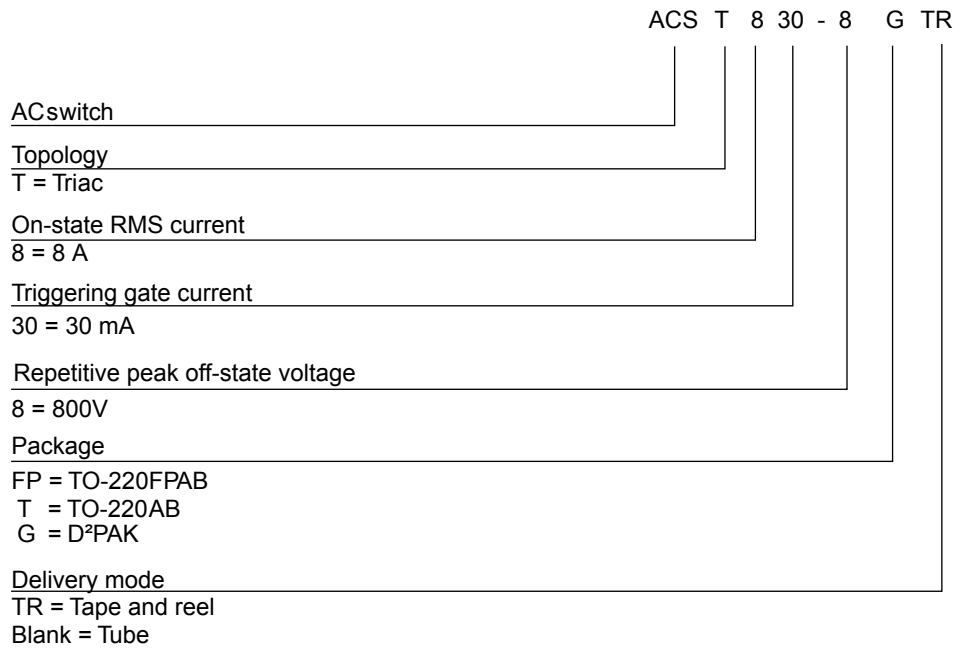 ACS T 8 30 - 8 G TR
ACswitch
Topology
T = Triac
On-state RMS current
8 = 8 A
Triggering gate current
30 = 30 mA
Repetitive peak off-state voltage
8 = 800V
Package
FP = TO-220FPAB
T = TO-220AB
G = D²PAK
Delivery mode
TR = Tape and reel
Blank = Tube